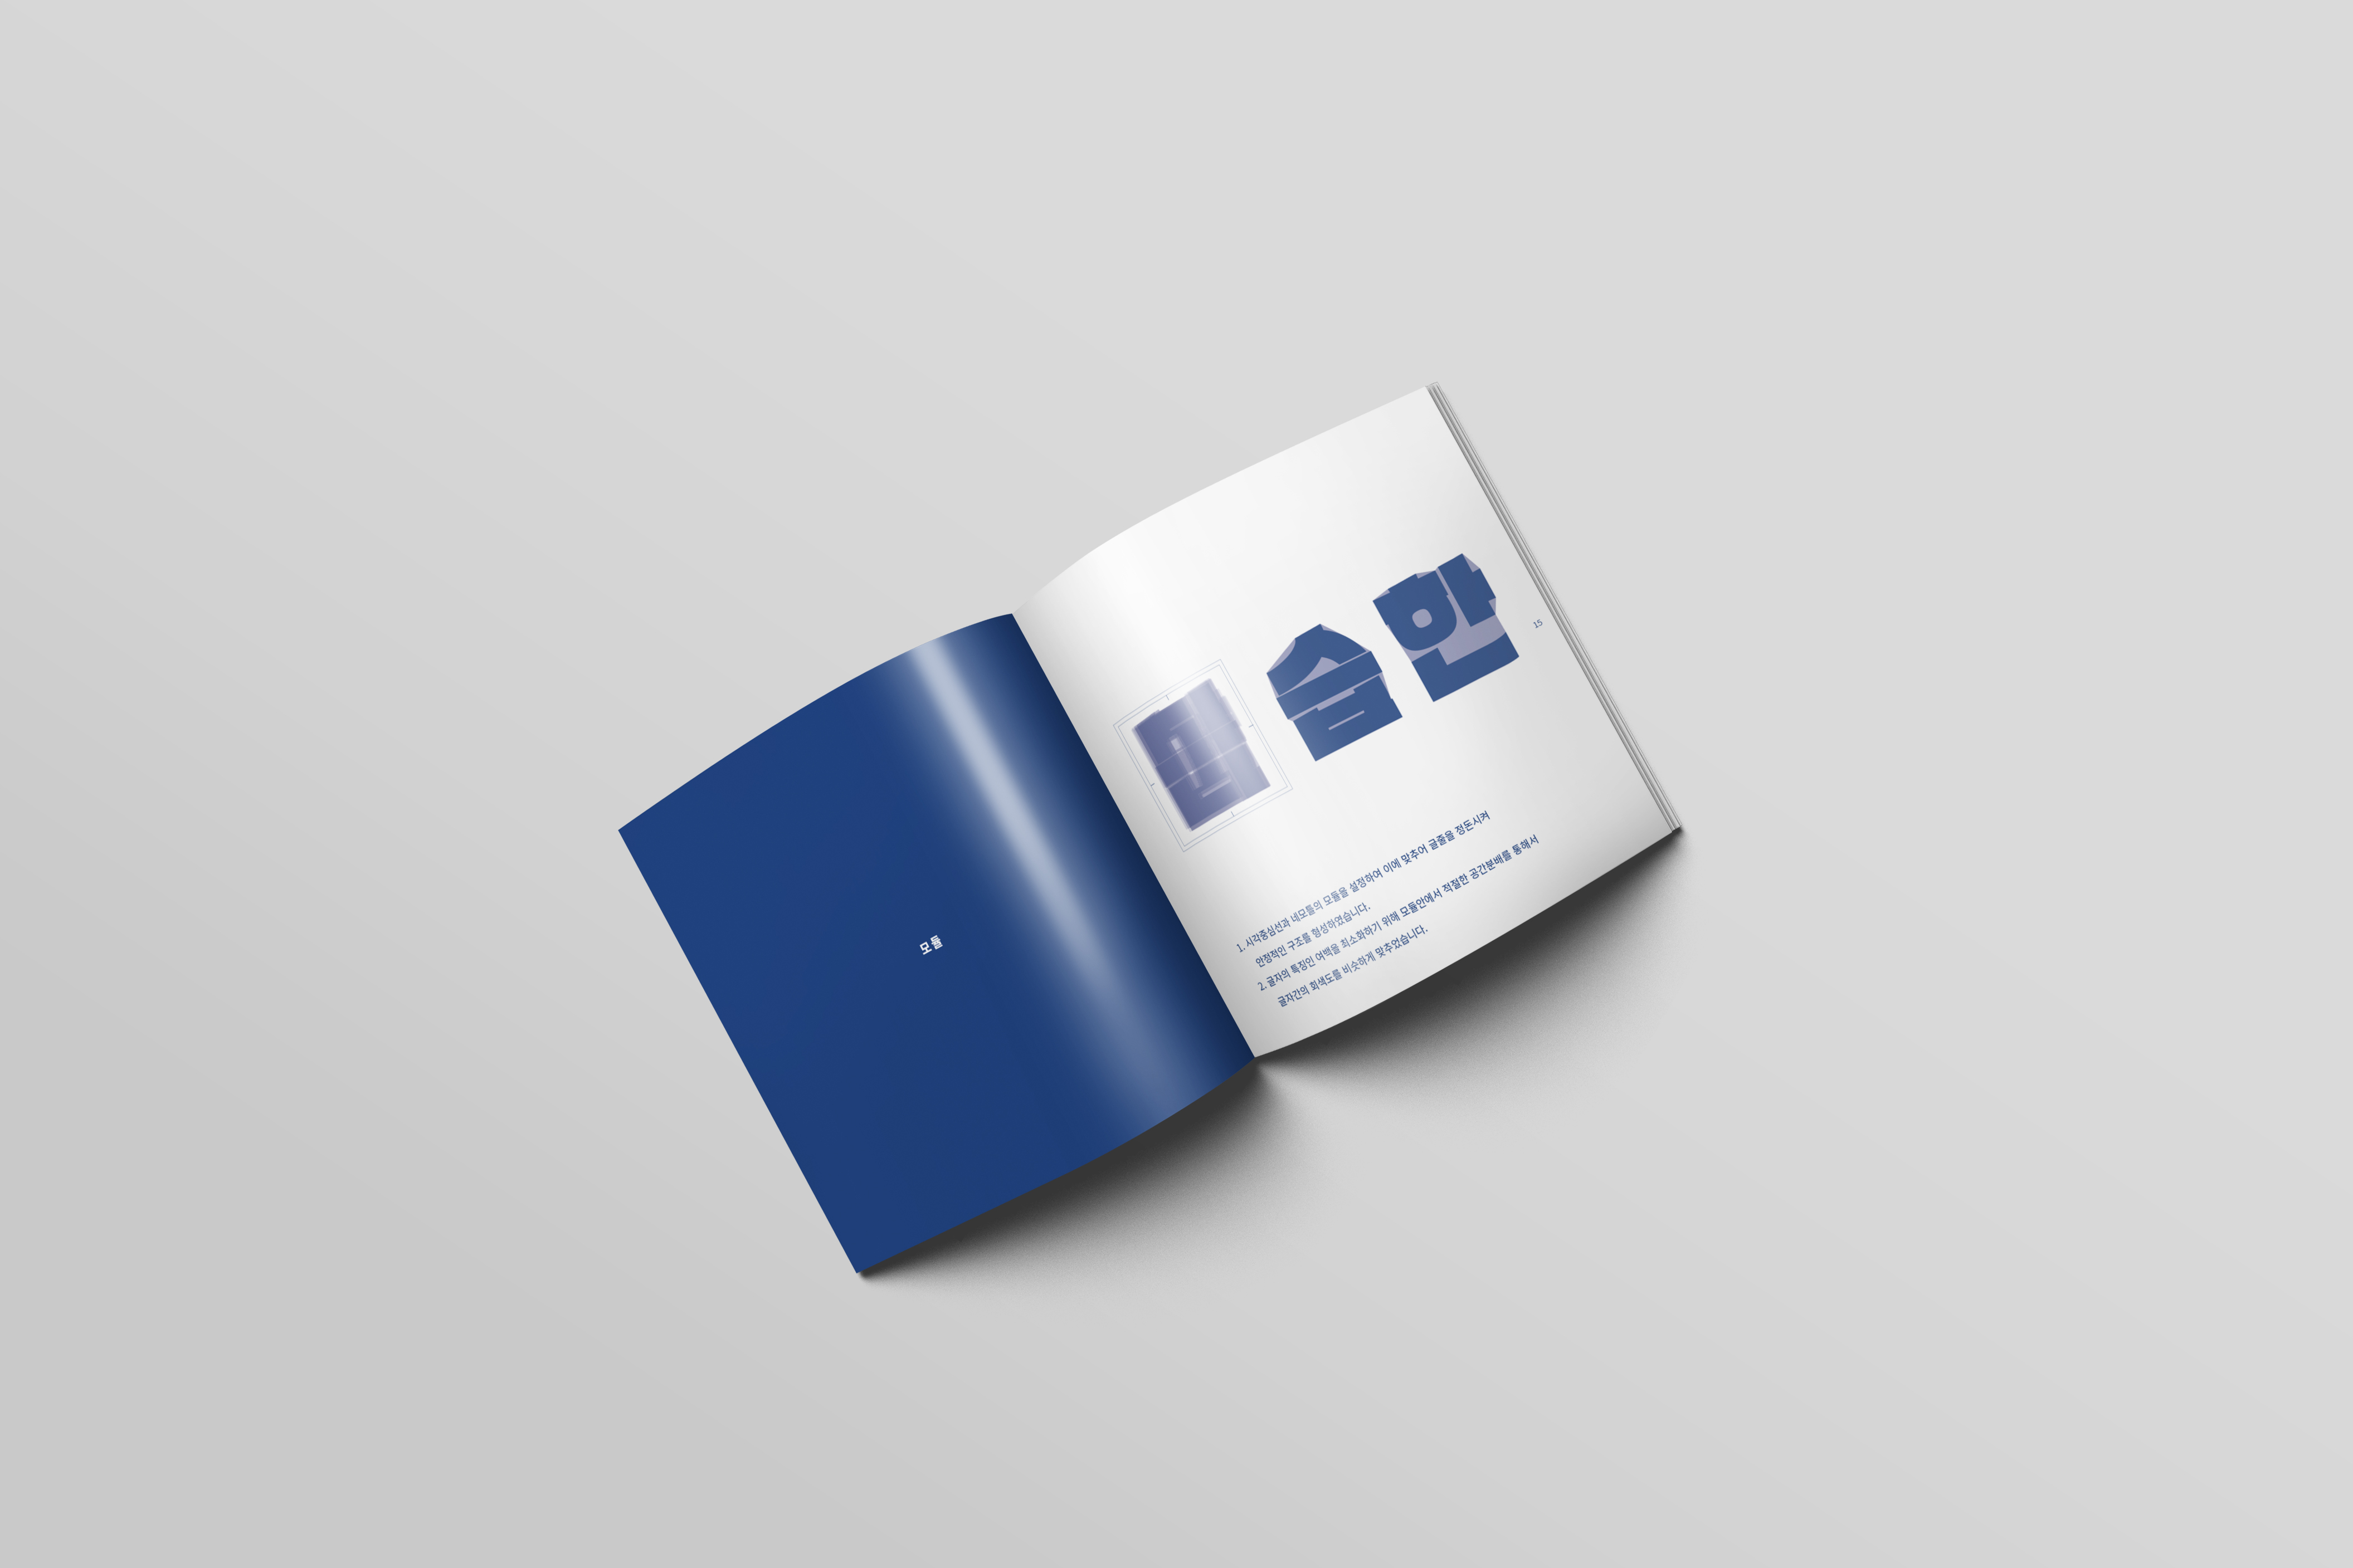 모듈
습 안
15
1. 시각중심선과 네모틀의 모듈을 설정하여 이에 맞추어 글줄을 정돈시켜
안정적인 구조를 형성하였습니다.
2. 글자의 특징인 여백을 최소화하기 위해 모듈안에서 적절한 공간분배를 통해서
글자간의 회색도를 비슷하게 맞추었습니다.